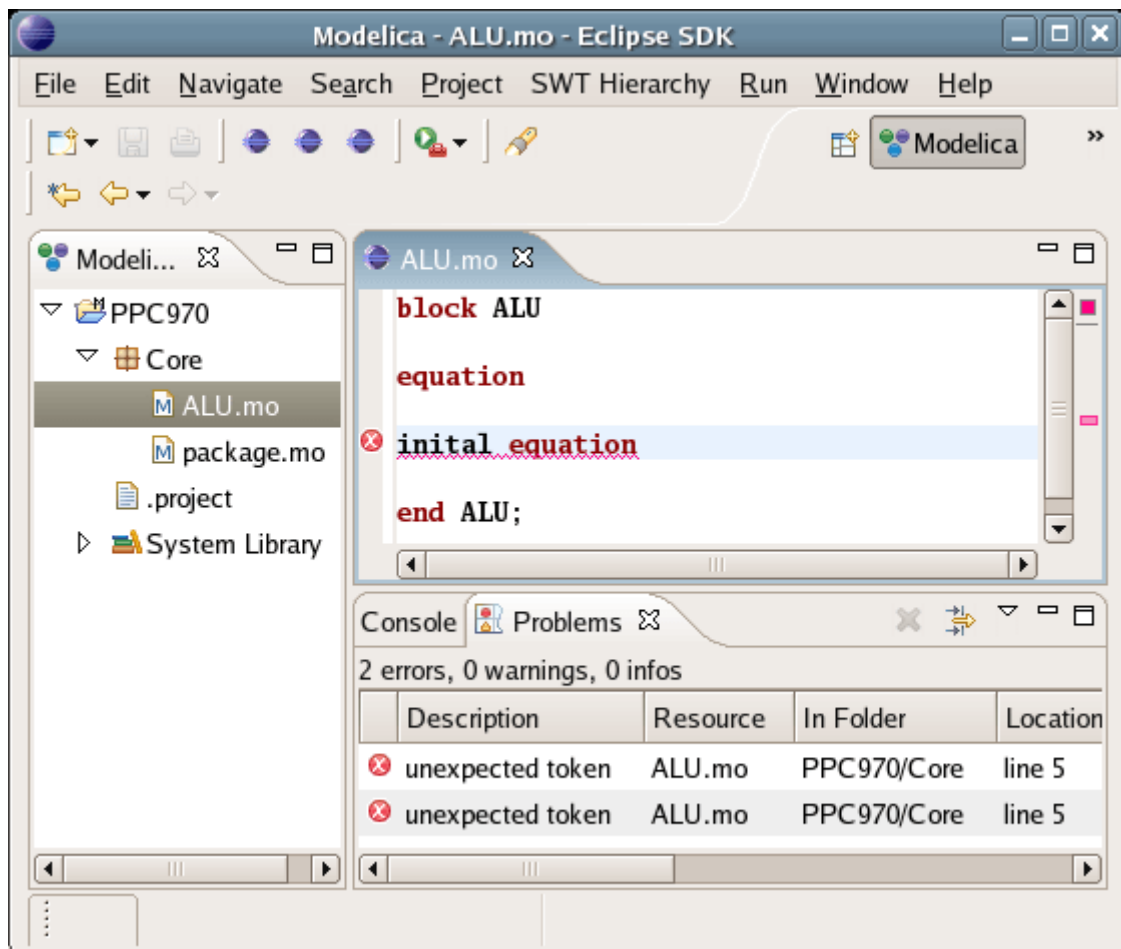 Modelica - ALU.mo - Eclipse SDK
File Edit Navigate Search Project SWT Hierarchy Run Window Help
Modelica »
Modeli...
PPC970
Core
ALU.mo
package.mo
.project
System Library
ALU.mo
block ALU
equation
inital equation
end ALU;
Console Problems
2 errors, 0 warnings, 0 infos
Description Resource In Folder Location
unexpected token ALU.mo PPC970/Core line 5
unexpected token ALU.mo PPC970/Core line 5